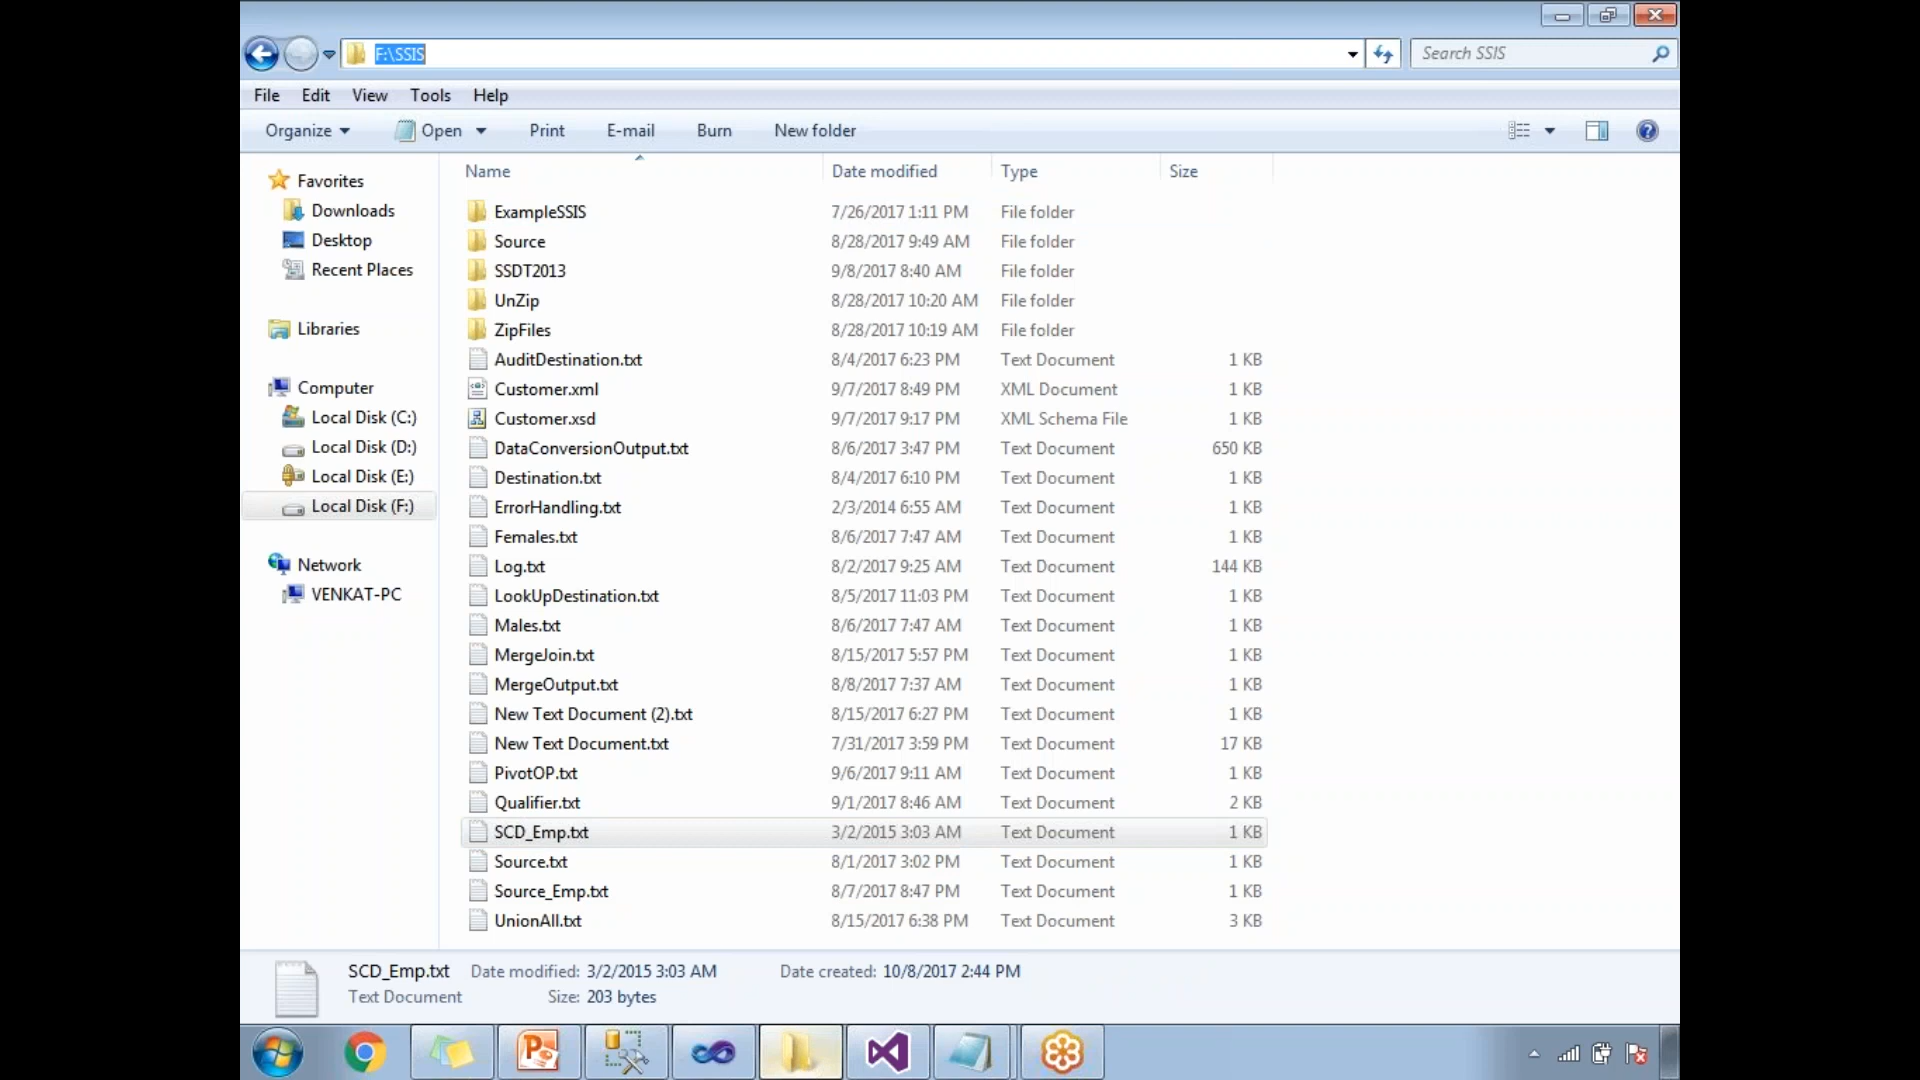 F:\SSIS
Search SSIS
File Edit View Tools Help
Organize Open Print E-mail Burn New folder
Favorites
Downloads
Desktop
Recent Places
Libraries
Computer
Local Disk (C:)
Local Disk (D:)
Local Disk (E:)
Local Disk (F:)
Network
VENKAT-PC
Name Date modified Type Size
ExampleSSIS 7/26/2017 1:11 PM File folder
Source 8/28/2017 9:49 AM File folder
SSDT2013 9/8/2017 8:40 AM File folder
UnZip 8/28/2017 10:20 AM File folder
ZipFiles 8/28/2017 10:19 AM File folder
AuditDestination.txt 8/4/2017 6:23 PM Text Document 1 KB
Customer.xml 9/7/2017 8:49 PM XML Document 1 KB
Customer.xsd 9/7/2017 9:17 PM XML Schema File 1 KB
DataConversionOutput.txt 8/6/2017 3:47 PM Text Document 650 KB
Destination.txt 8/4/2017 6:10 PM Text Document 1 KB
ErrorHandling.txt 2/3/2014 6:55 AM Text Document 1 KB
Females.txt 8/6/2017 7:47 AM Text Document 1 KB
Log.txt 8/2/2017 9:25 AM Text Document 144 KB
LookUpDestination.txt 8/5/2017 11:03 PM Text Document 1 KB
Males.txt 8/6/2017 7:47 AM Text Document 1 KB
MergeJoin.txt 8/15/2017 5:57 PM Text Document 1 KB
MergeOutput.txt 8/8/2017 7:37 AM Text Document 1 KB
New Text Document (2).txt 8/15/2017 6:27 PM Text Document 1 KB
New Text Document.txt 7/31/2017 3:59 PM Text Document 17 KB
PivotOP.txt 9/6/2017 9:11 AM Text Document 1 KB
Qualifier.txt 9/1/2017 8:46 AM Text Document 2 KB
SCD_Emp.txt 3/2/2015 3:03 AM Text Document 1 KB
Source.txt 8/1/2017 3:02 PM Text Document 1 KB
Source_Emp.txt 8/7/2017 8:47 PM Text Document 1 KB
UnionAll.txt 8/15/2017 6:38 PM Text Document 3 KB
SCD_Emp.txt Date modified: 3/2/2015 3:03 AM Date created: 10/8/2017 2:44 PM
Text Document Size: 203 bytes